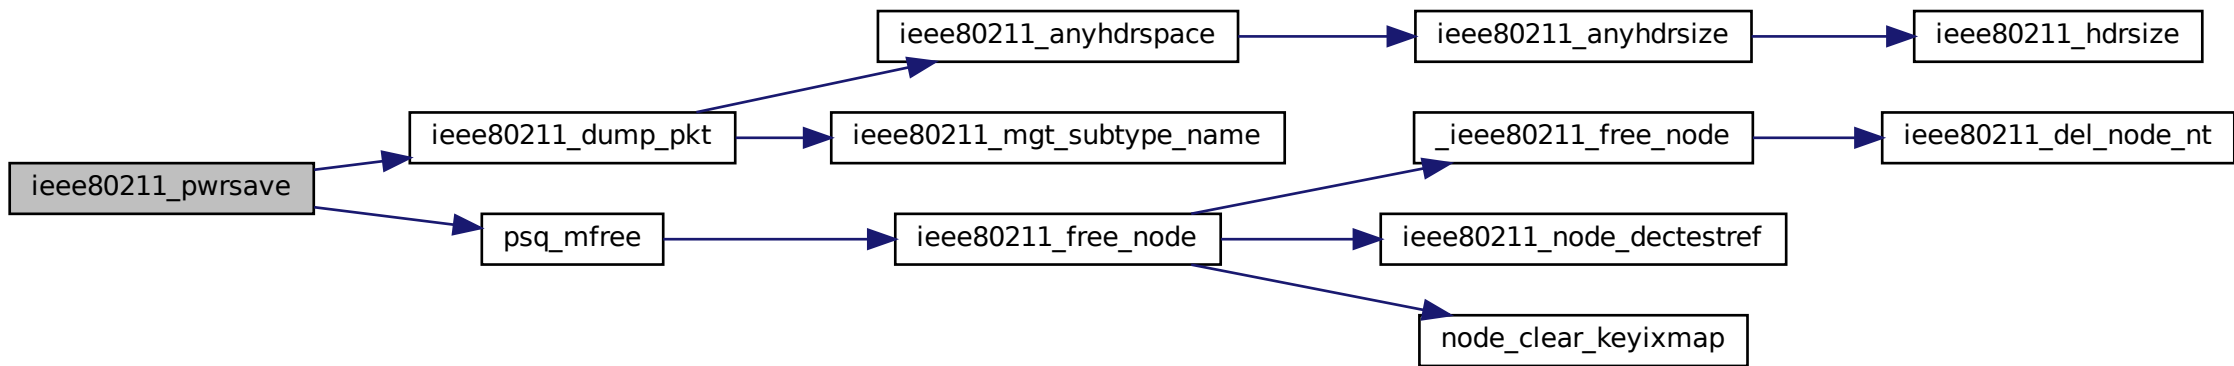 ieee80211_pwrsave
ieee80211_dump_pkt
ieee80211_anyhdrspace
ieee80211_anyhdrsize
ieee80211_hdrsize
ieee80211_mgt_subtype_name
psq_mfree
ieee80211_free_node
_ieee80211_free_node
ieee80211_del_node_nt
ieee80211_node_dectestref
node_clear_keyixmap